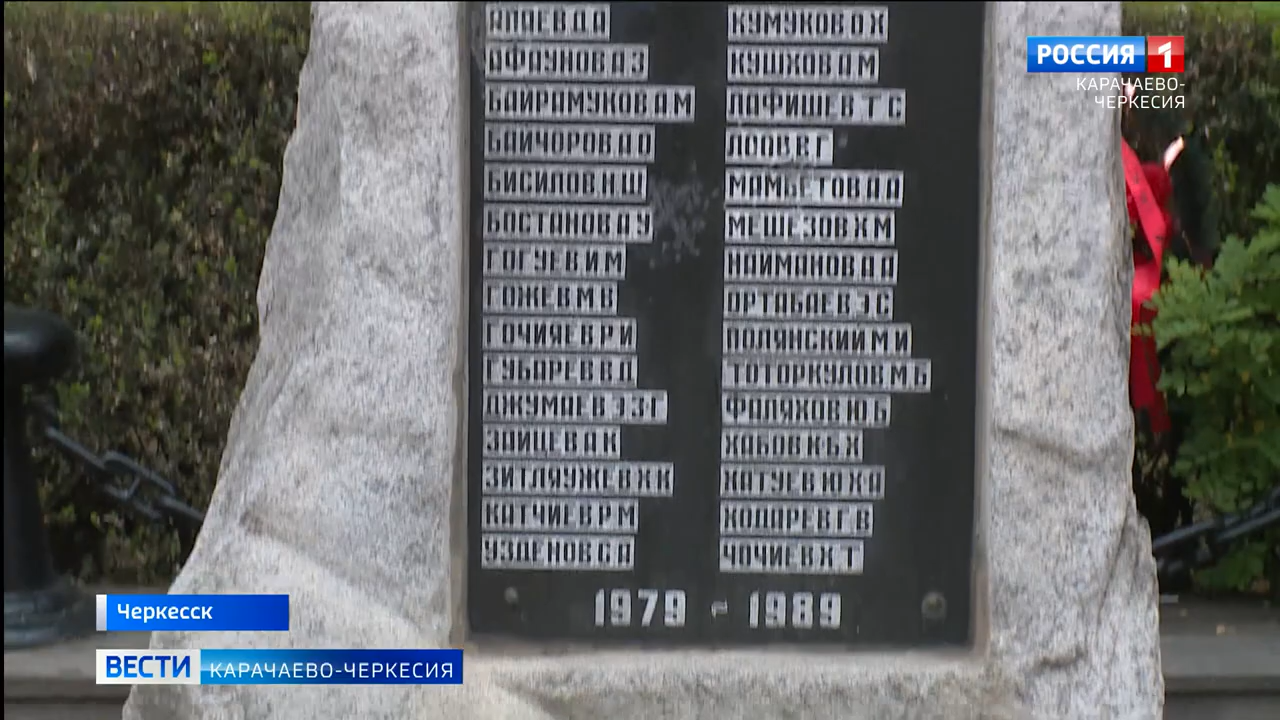 АПАЕВ Д А
АФАУНОВ А З
БАЙРАМУКОВ А М
БАЙЧОРОВ А О
БИСИЛОВ Н Ш
БОСТАНОВ А У
ГОГУЕВ И М
ГОЖЕВ М В
ГОЧИЯЕВ Р И
ГУБАРЕВ В Д
ДЖУМАЕВ Э Э Г
ЗАЙЦЕВ А К
ЗИТЛЯУЖЕВ Х К
КАТЧИЕВ Р М
УЗДЕНОВ С А
КУМУКОВ О Х
КУШХОВ А М
ЛАФИШЕВ Т С
ЛООВ В Г
МАМБЕТОВ А А
МЕШЕЗОВ Х М
НАЙМАНОВ А А
ОРТАБАЕВ Э С
ПОЛЯНСКИЙ М И
ТОТОРКУЛОВ М Б
ФАЛЯХОВ Ю Б
ХАБОВ К Ь Х
ХАТУЕВ Ю Х А
ХОДАРЕВ Г В
ЧОЧИЕВ Х Т
1979 - 1989
РОССИЯ 1
КАРАЧАЕВО-
ЧЕРКЕСИЯ
Черкесск
ВЕСТИ КАРАЧАЕВО-ЧЕРКЕСИЯ